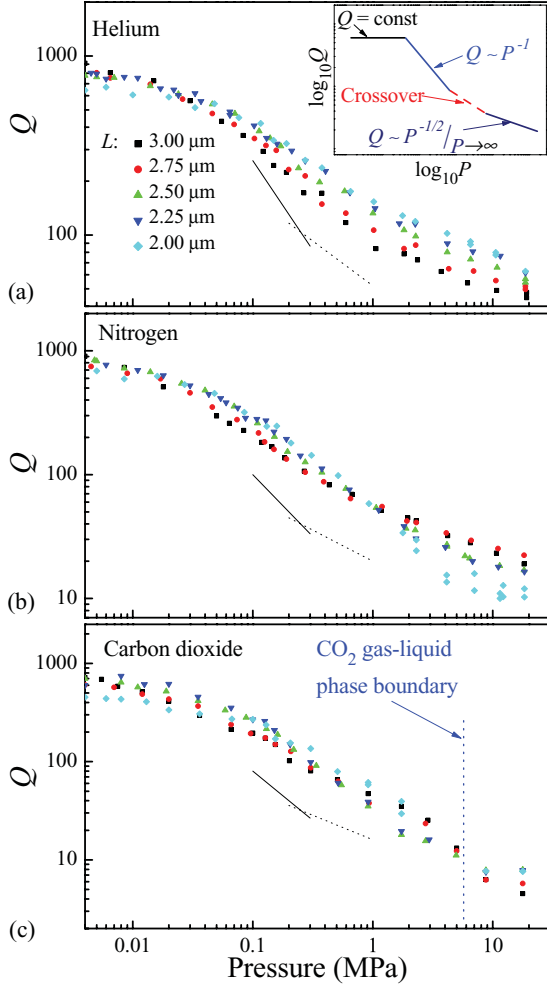 Helium
1000
100
Q
L:
3.00 µm
2.75 µm
2.50 µm
2.25 µm
2.00 µm
(a)
Q = const
Q ~ P⁻¹
Crossover
Q ~ P⁻¹/²|P→∞
log₁₀Q
log₁₀P
Nitrogen
1000
100
10
Q
(b)
Carbon dioxide
CO₂ gas-liquid
phase boundary
1000
100
10
Q
(c)
0.01 0.1 1 10
Pressure (MPa)